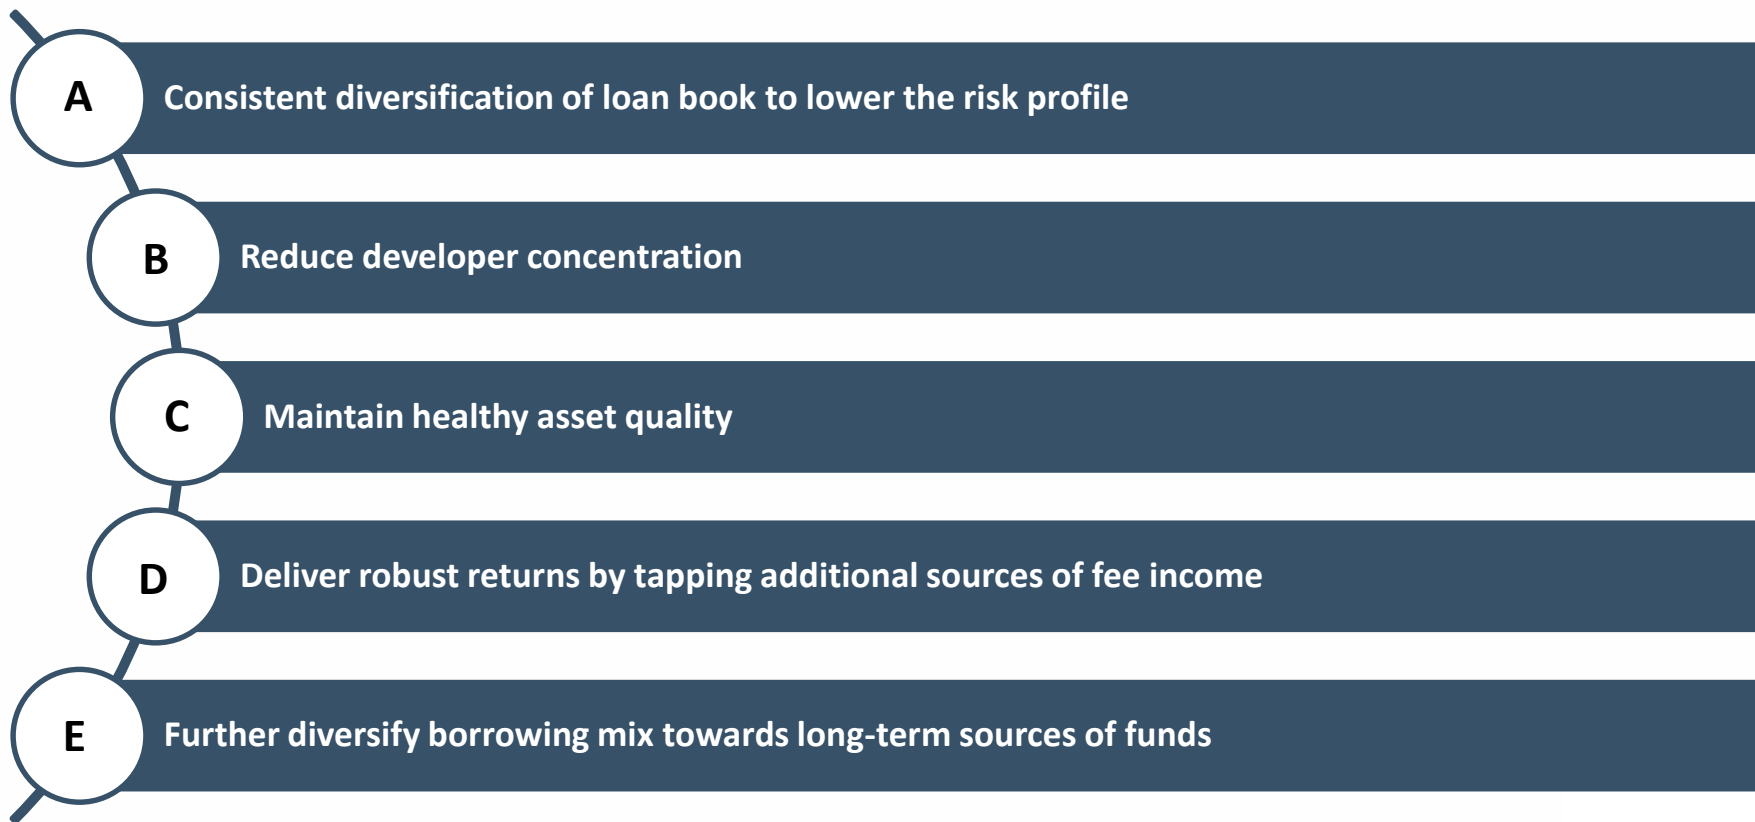 A
Consistent diversification of loan book to lower the risk profile
B
Reduce developer concentration
C
Maintain healthy asset quality
D
Deliver robust returns by tapping additional sources of fee income
E
Further diversify borrowing mix towards long-term sources of funds